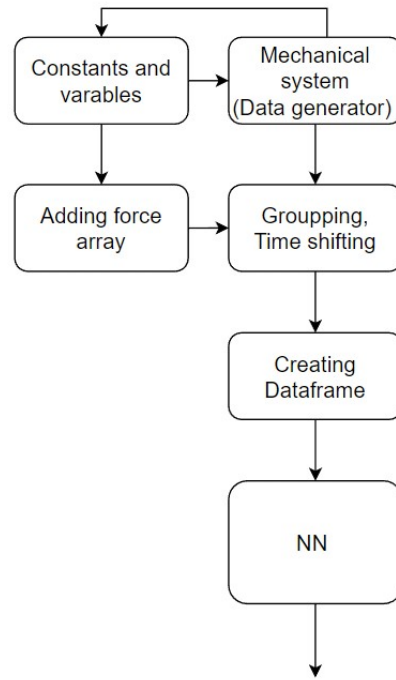 Constants and
varables
Mechanical
system
(Data generator)
Adding force
array
Groupping,
Time shifting
Creating
Dataframe
NN